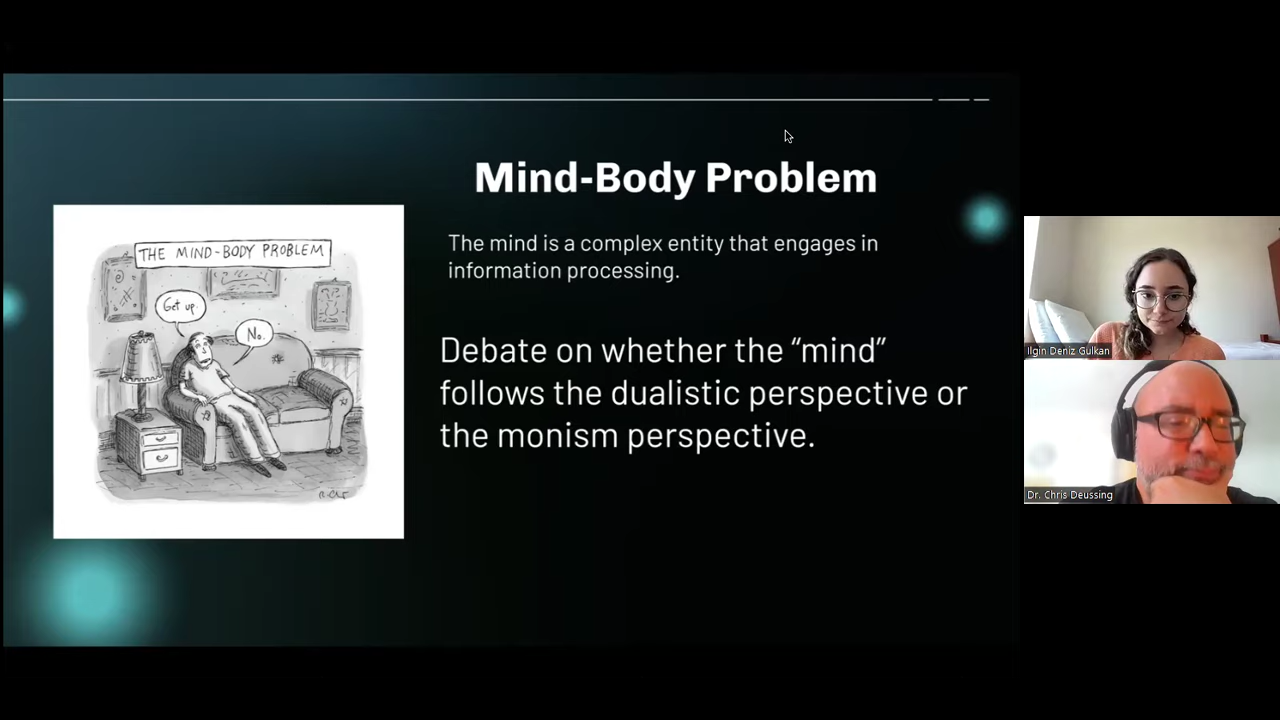 Mind-Body Problem
The mind is a complex entity that engages in
information processing.
Debate on whether the “mind”
follows the dualistic perspective or
the monism perspective.
THE MIND-BODY PROBLEM
Get up.
No.
Ilgin Deniz Gulkan
Dr. Chris Deussing